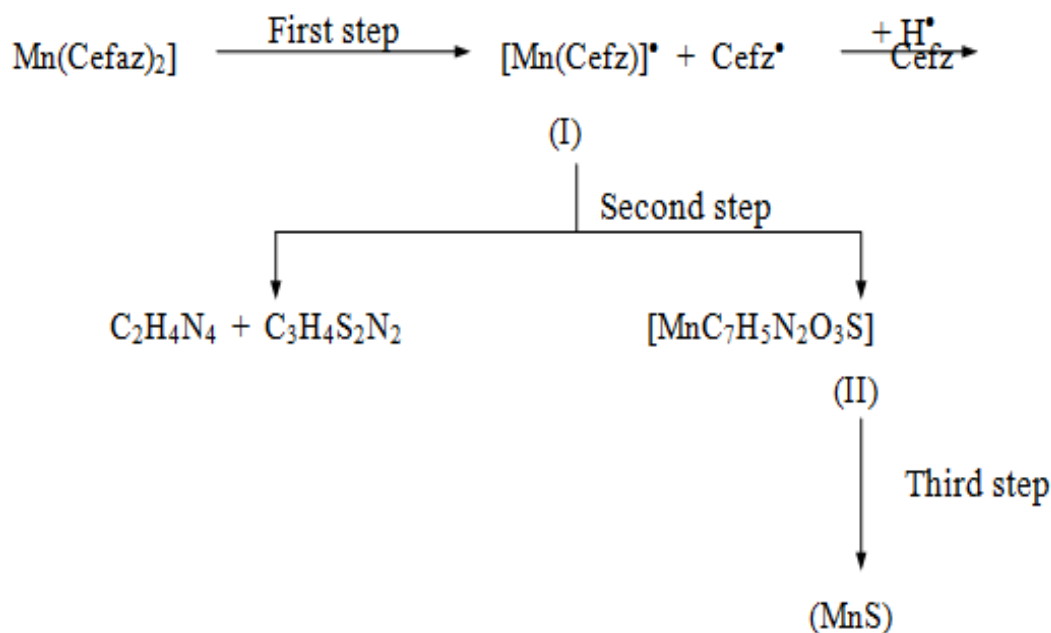 First step + H•
Mn(Cefaz)₂] [Mn(Cefz)]• + Cefz• Cefz
(I)
Second step
C₂H₄N₄ + C₃H₄S₂N₂ [MnC₇H₅N₂O₃S]
(II)
Third step
(MnS)